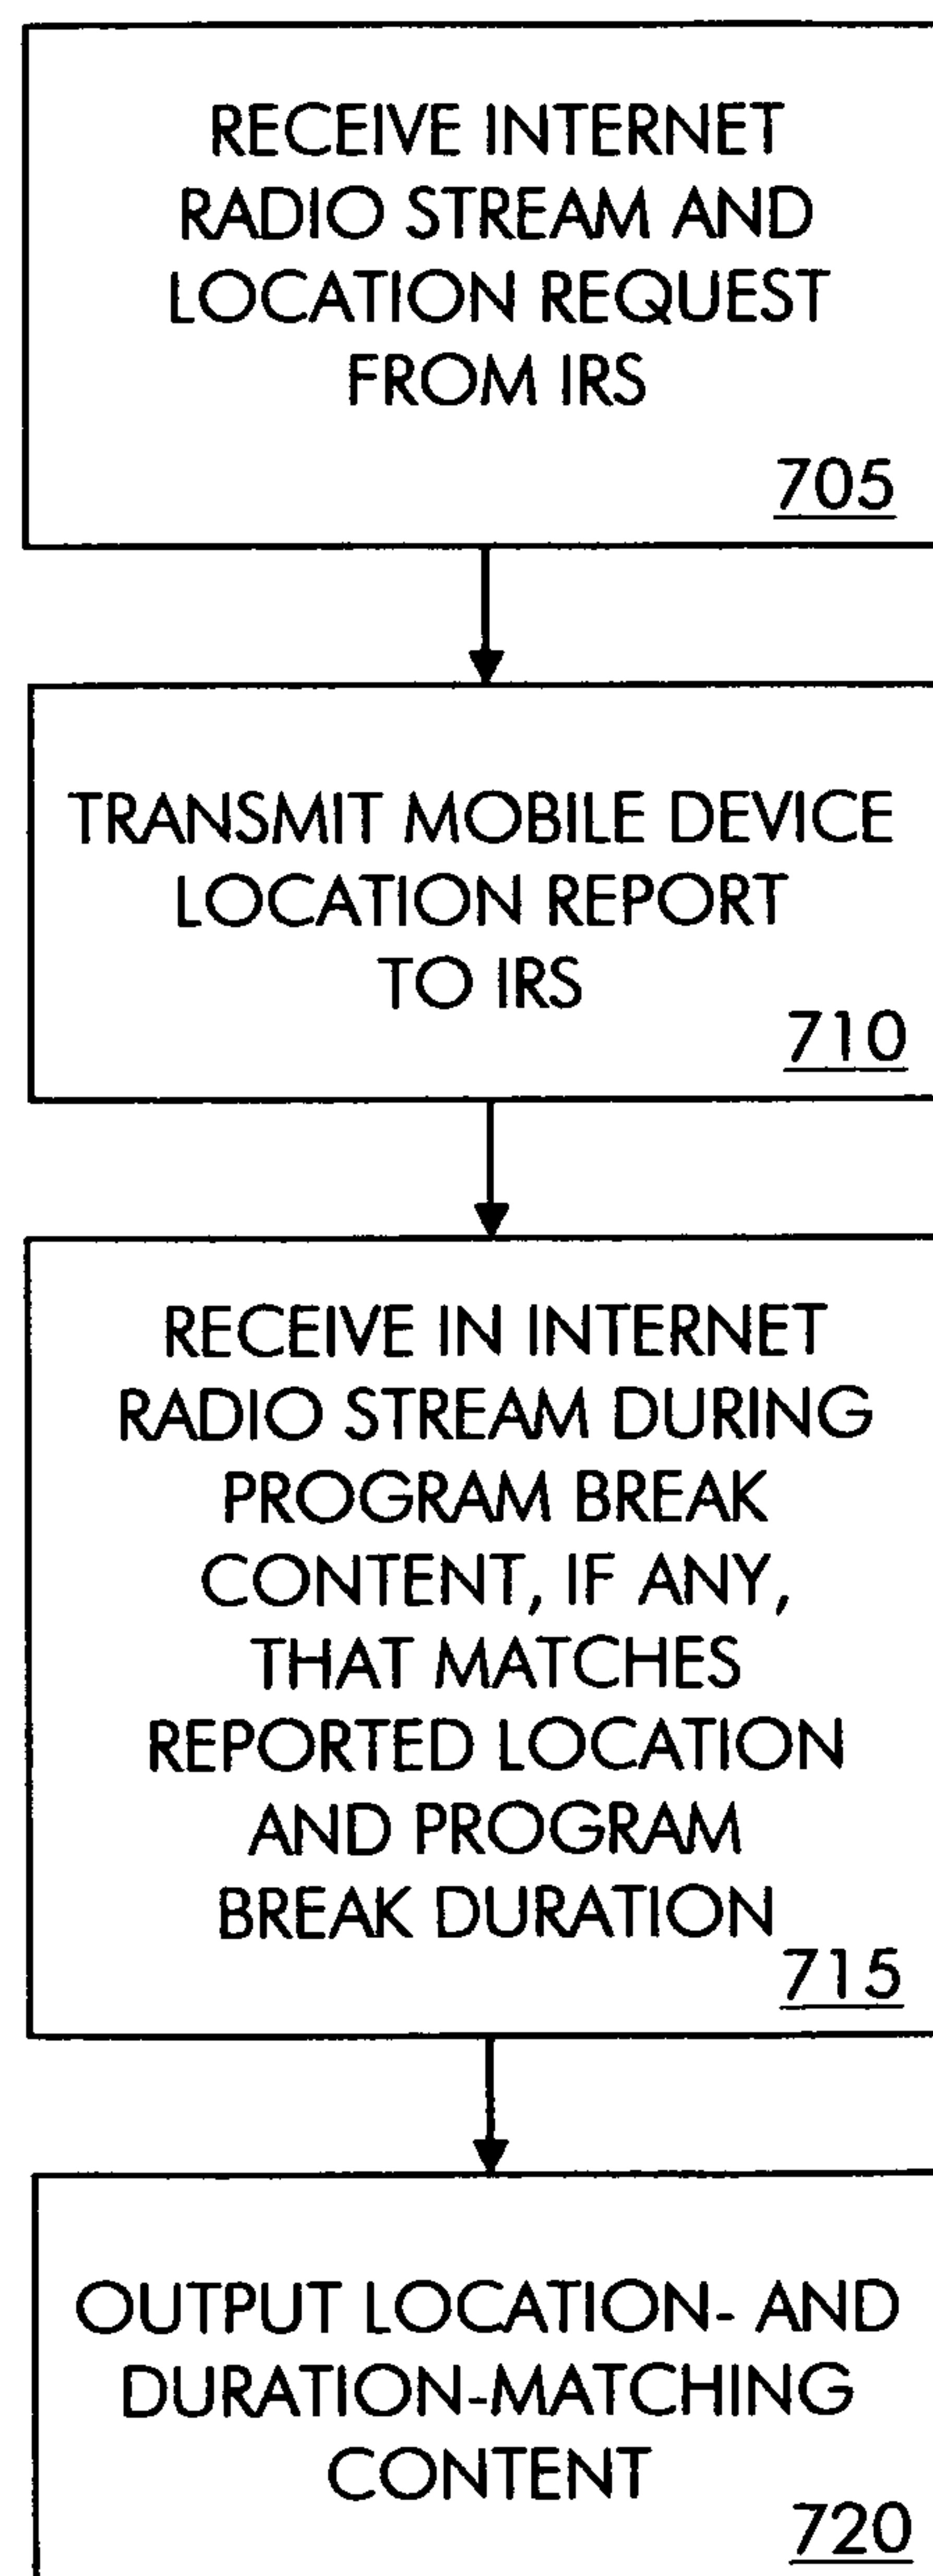 RECEIVE INTERNET
RADIO STREAM AND
LOCATION REQUEST
FROM IRS
705
TRANSMIT MOBILE DEVICE
LOCATION REPORT
TO IRS
710
RECEIVE IN INTERNET
RADIO STREAM DURING
PROGRAM BREAK
CONTENT, IF ANY,
THAT MATCHES
REPORTED LOCATION
AND PROGRAM
BREAK DURATION
715
OUTPUT LOCATION- AND
DURATION-MATCHING
CONTENT
720